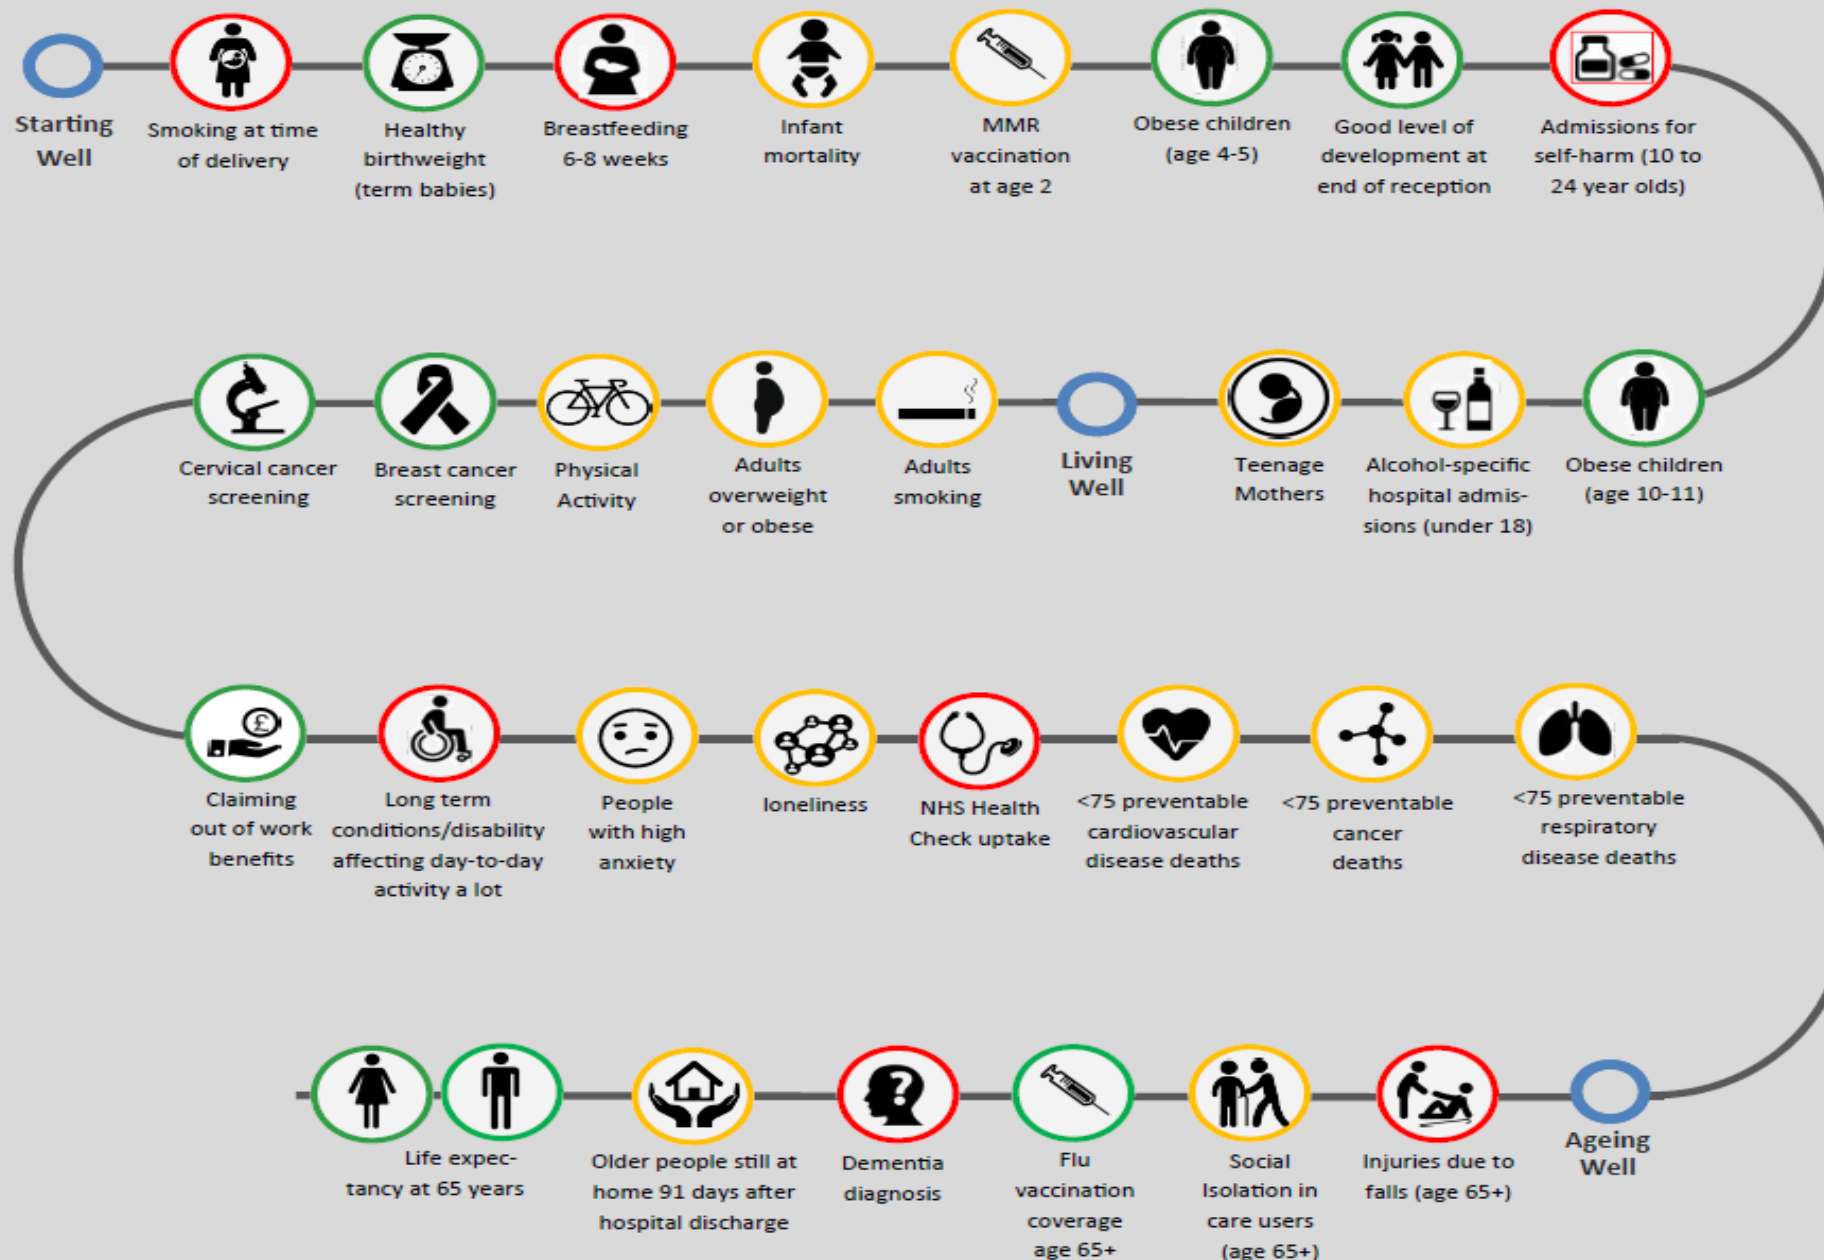 Starting
Well
Smoking at time
of delivery
Healthy
birthweight
(term babies)
Breastfeeding
6-8 weeks
Infant
mortality
MMR
vaccination
at age 2
Obese children
(age 4-5)
Good level of
development at
end of reception
Admissions for
self-harm (10 to
24 year olds)
Cervical cancer
screening
Breast cancer
screening
Physical
Activity
Adults
overweight
or obese
Adults
smoking
Living
Well
Teenage
Mothers
Alcohol-specific
hospital admis-
sions (under 18)
Obese children
(age 10-11)
£
Claiming
out of work
benefits
Long term
conditions/disability
affecting day-to-day
activity a lot
People
with high
anxiety
loneliness
NHS Health
Check uptake
<75 preventable
cardiovascular
disease deaths
<75 preventable
cancer
deaths
<75 preventable
respiratory
disease deaths
Life expec-
tancy at 65 years
Older people still at
home 91 days after
hospital discharge
?
Dementia
diagnosis
Flu
vaccination
coverage
age 65+
Social
Isolation in
care users
(age 65+)
Injuries due to
falls (age 65+)
Ageing
Well